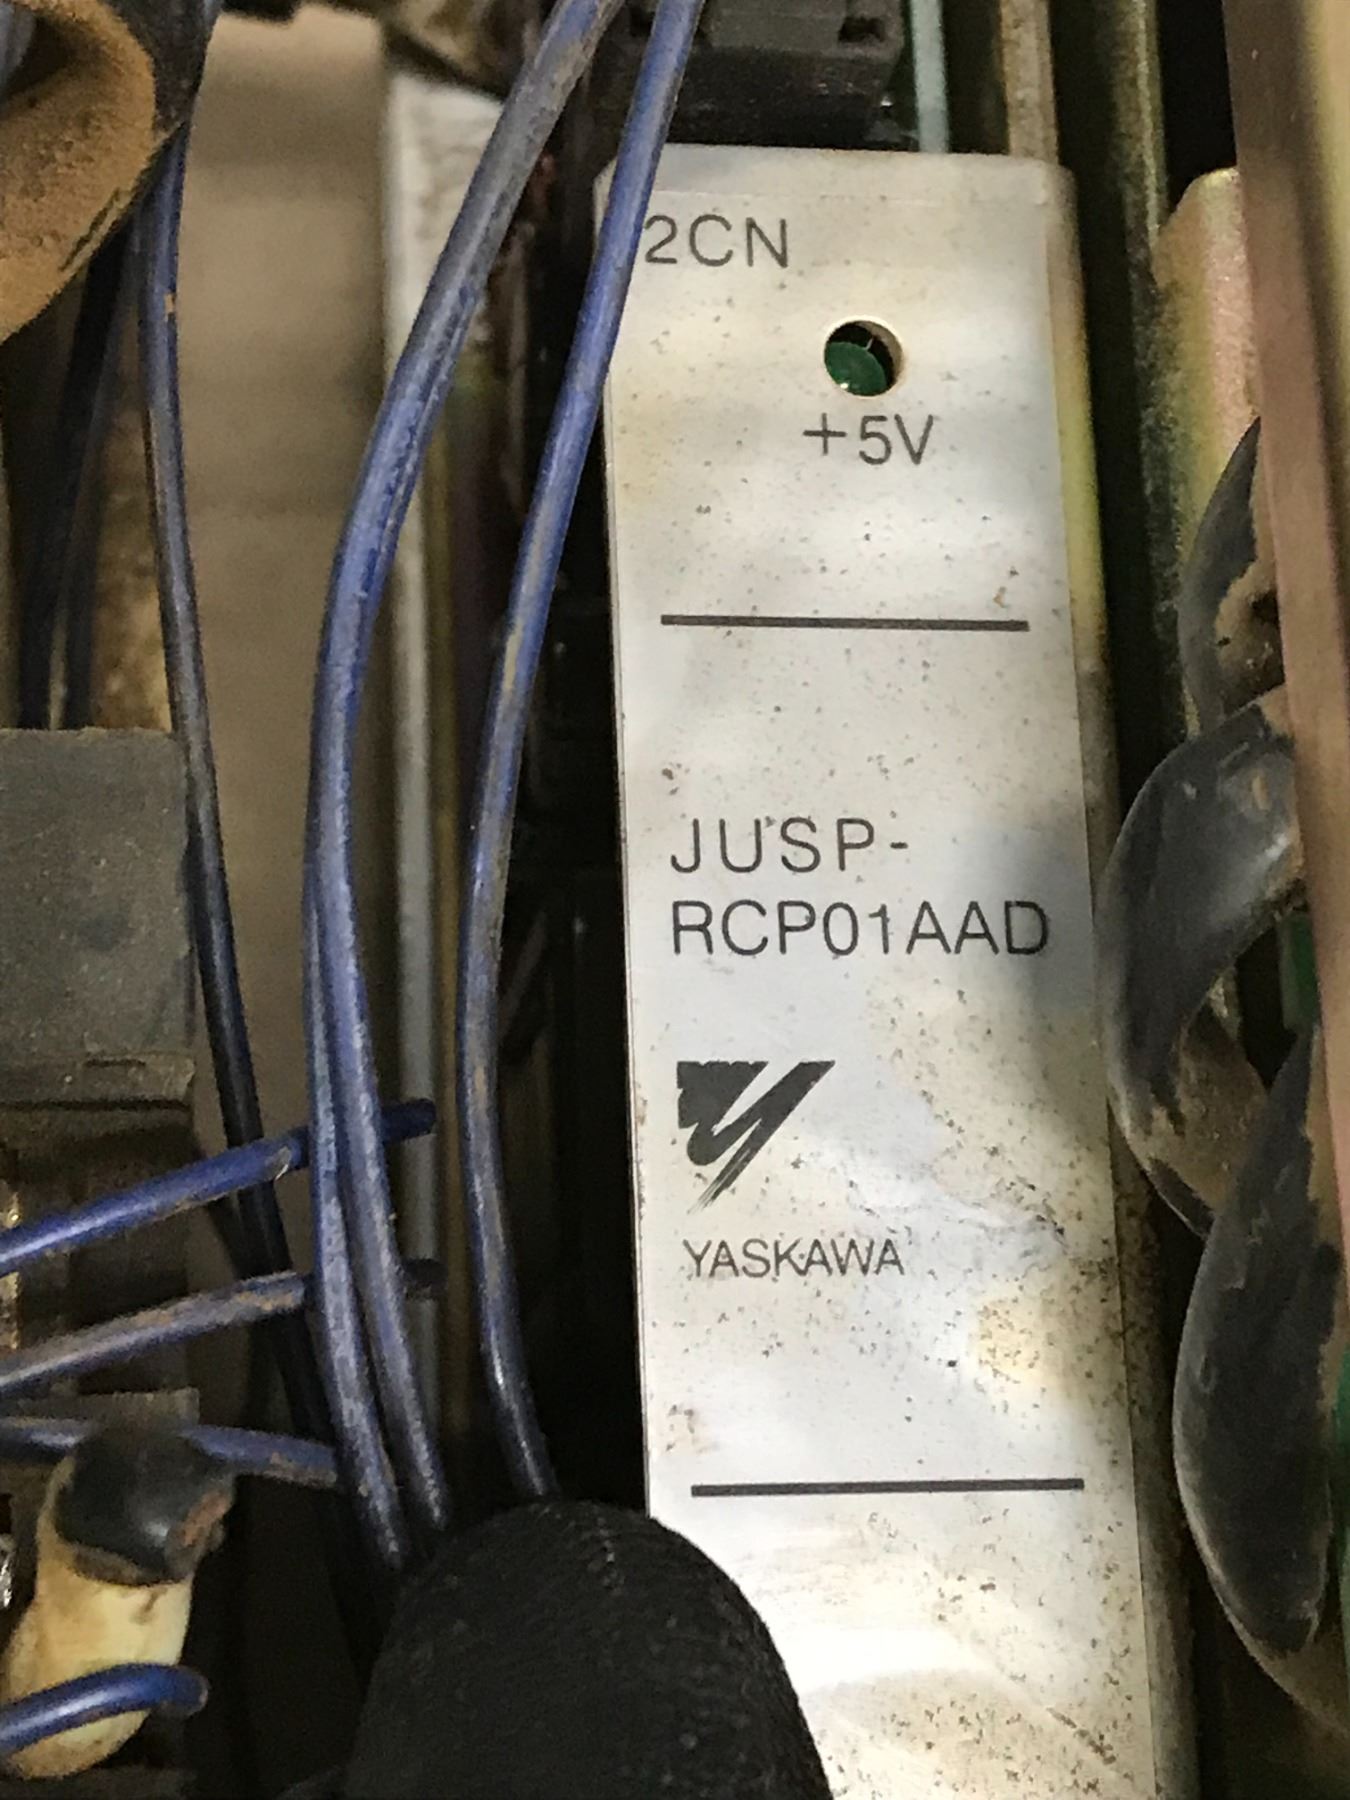 2CN
+5V
JUSP-
RCP01AAD
YASKAWA